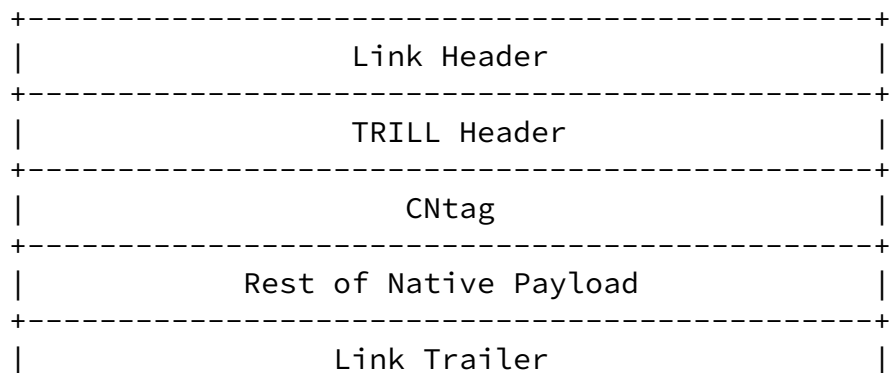 +-----------------------------------------------+
|                  Link Header                  |
+-----------------------------------------------+
|                  TRILL Header                 |
+-----------------------------------------------+
|                     CNtag                     |
+-----------------------------------------------+
|            Rest of Native Payload             |
+-----------------------------------------------+
|                 Link Trailer                  |